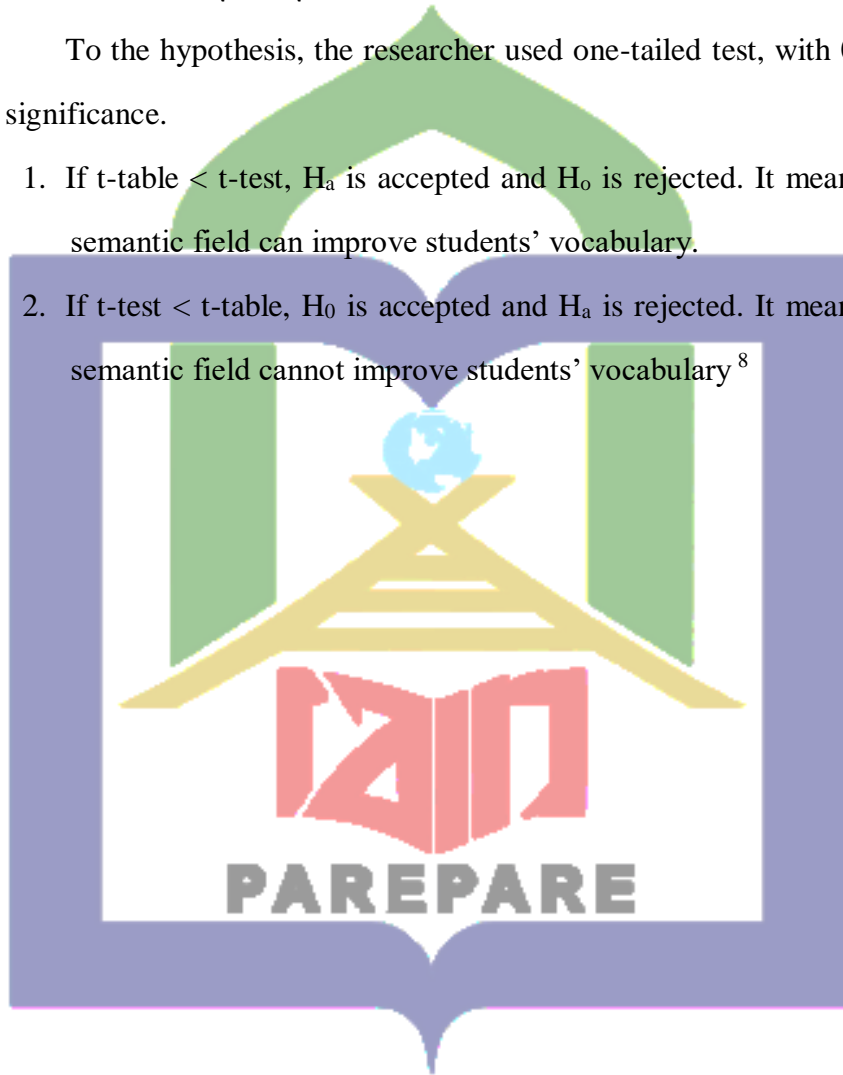 To the hypothesis, the researcher used one-tailed test, with
significance.
1. If t-table < t-test, Hₐ is accepted and Hₒ is rejected. It
semantic field can improve students’ vocabulary.
2. If t-test < t-table, H₀ is accepted and Hₐ is rejected. It
semantic field cannot improve students’ vocabulary ⁸
IAIN
PAREPARE